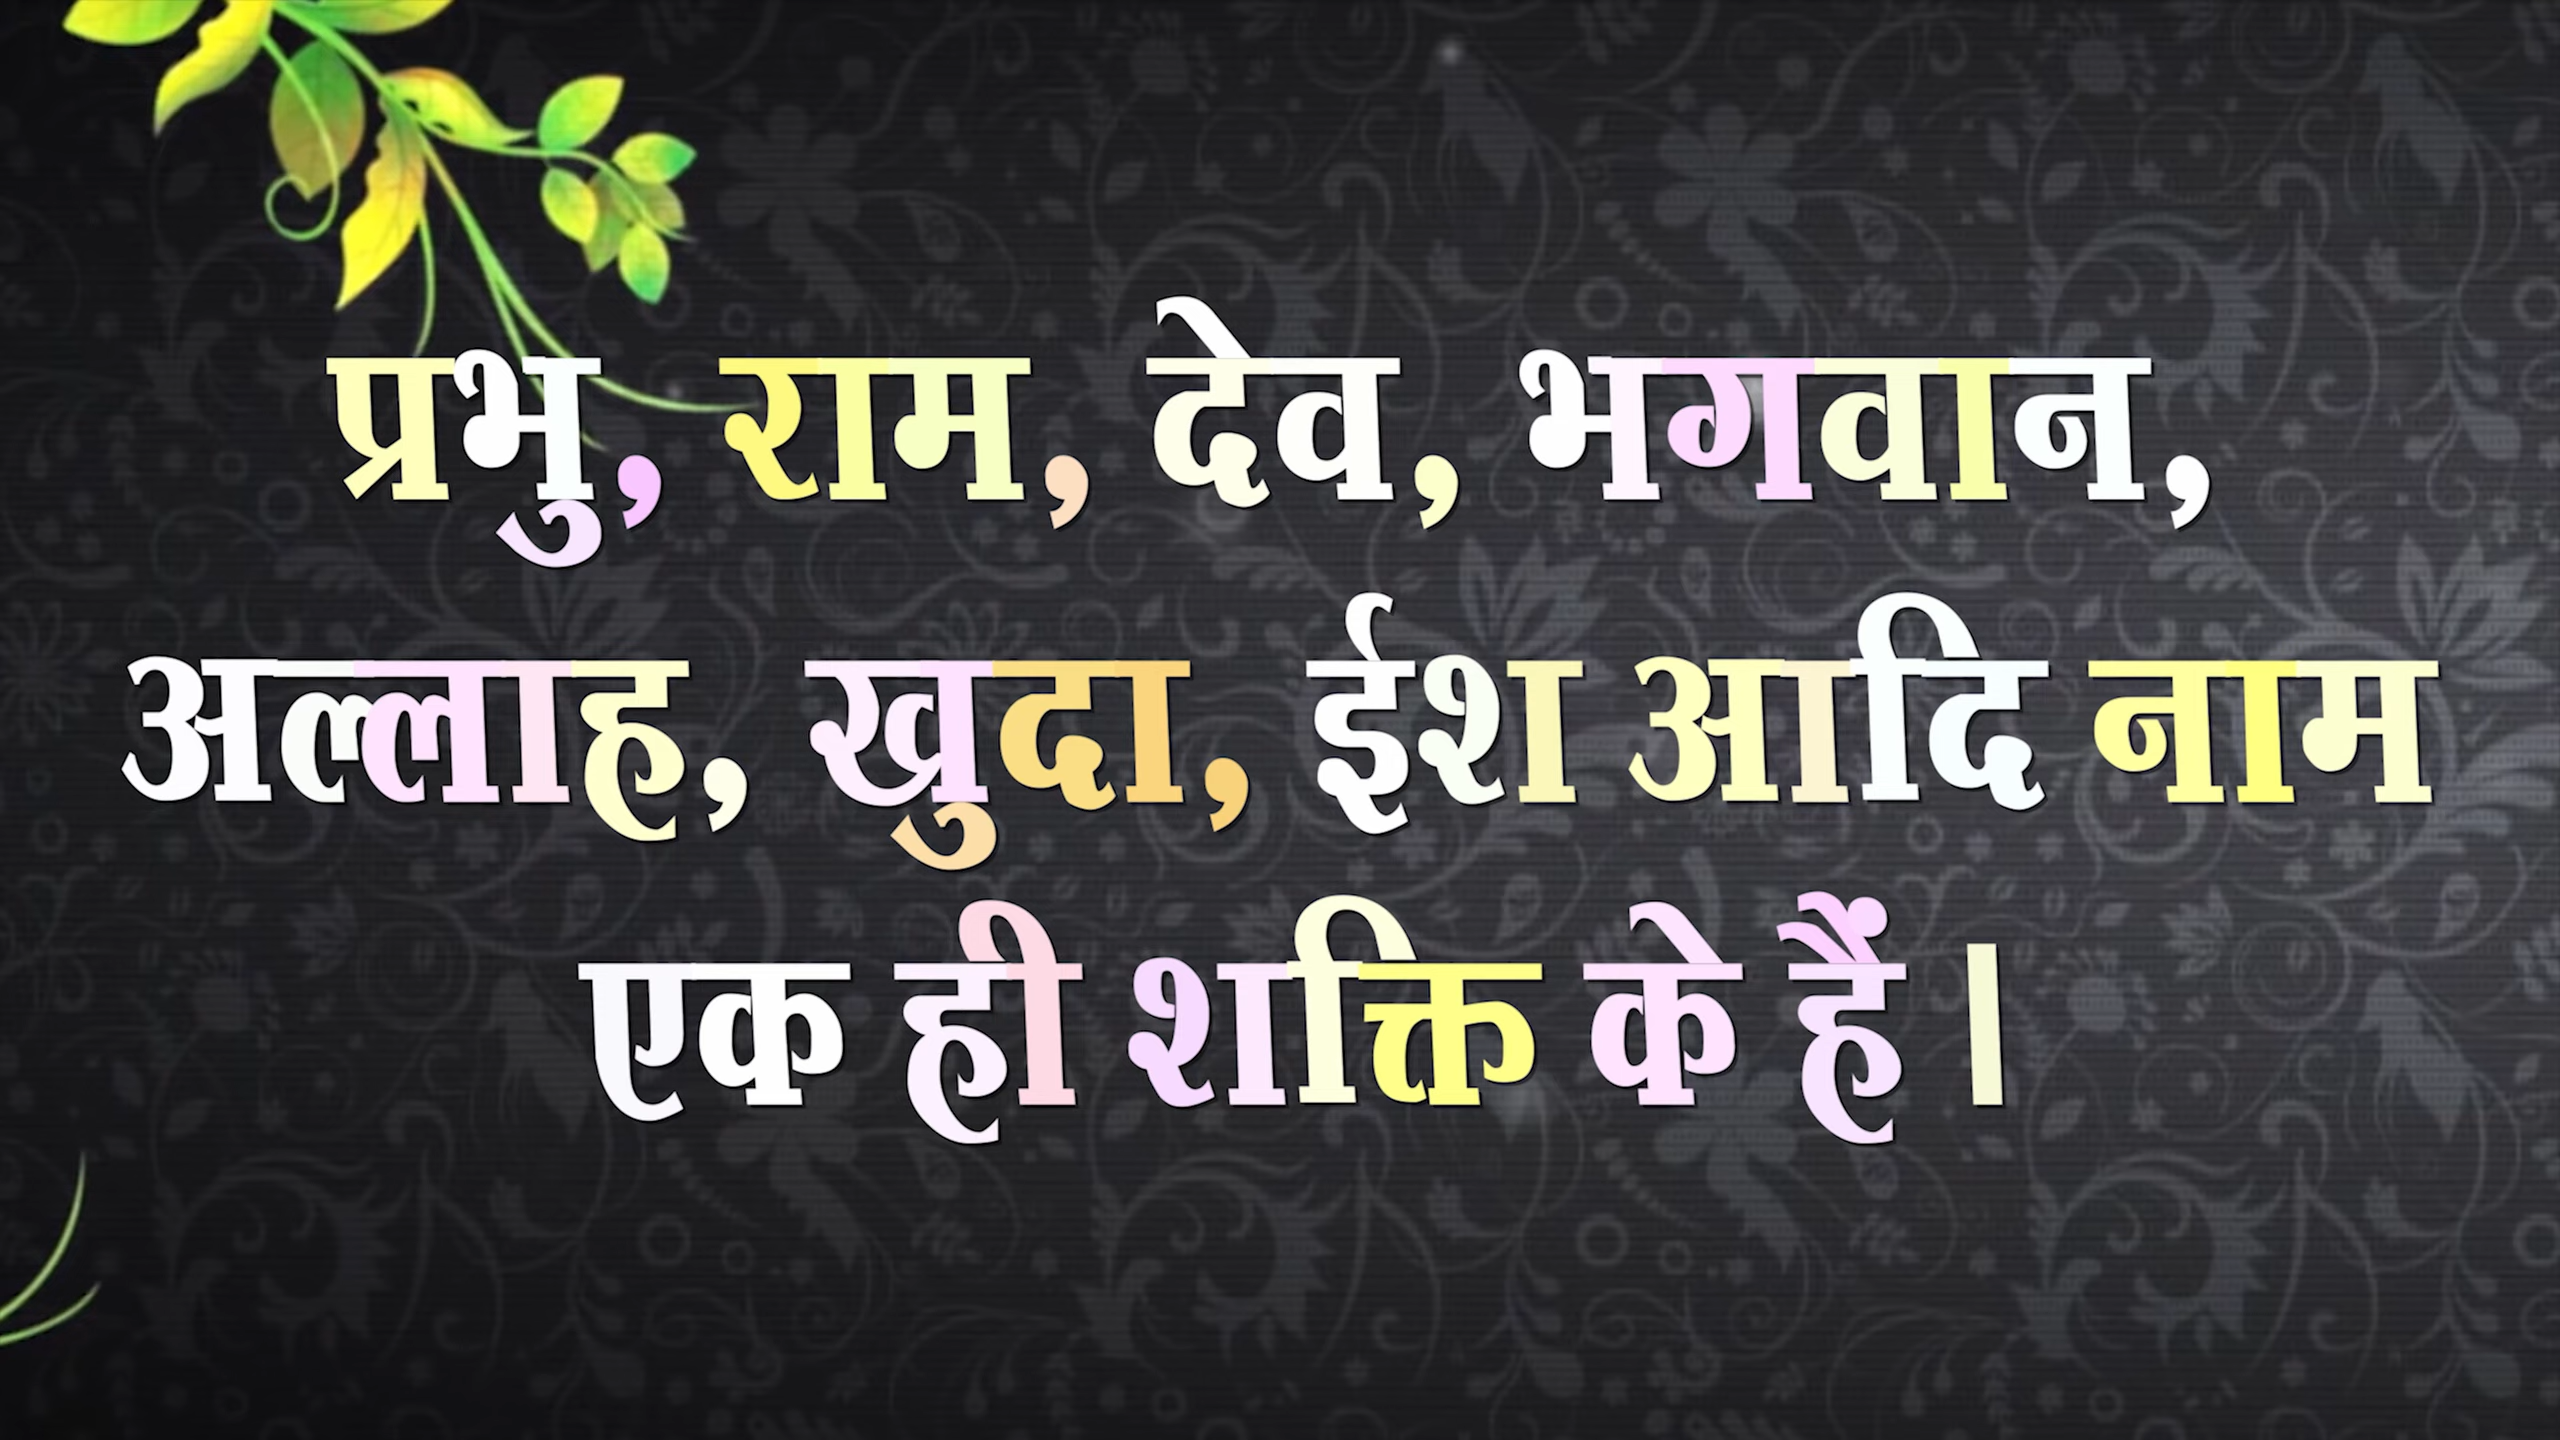 प्रभु, राम, देव, भगवान,
अल्लाह, खुदा, ईश आदि नाम
एक ही शक्ति के हैं।